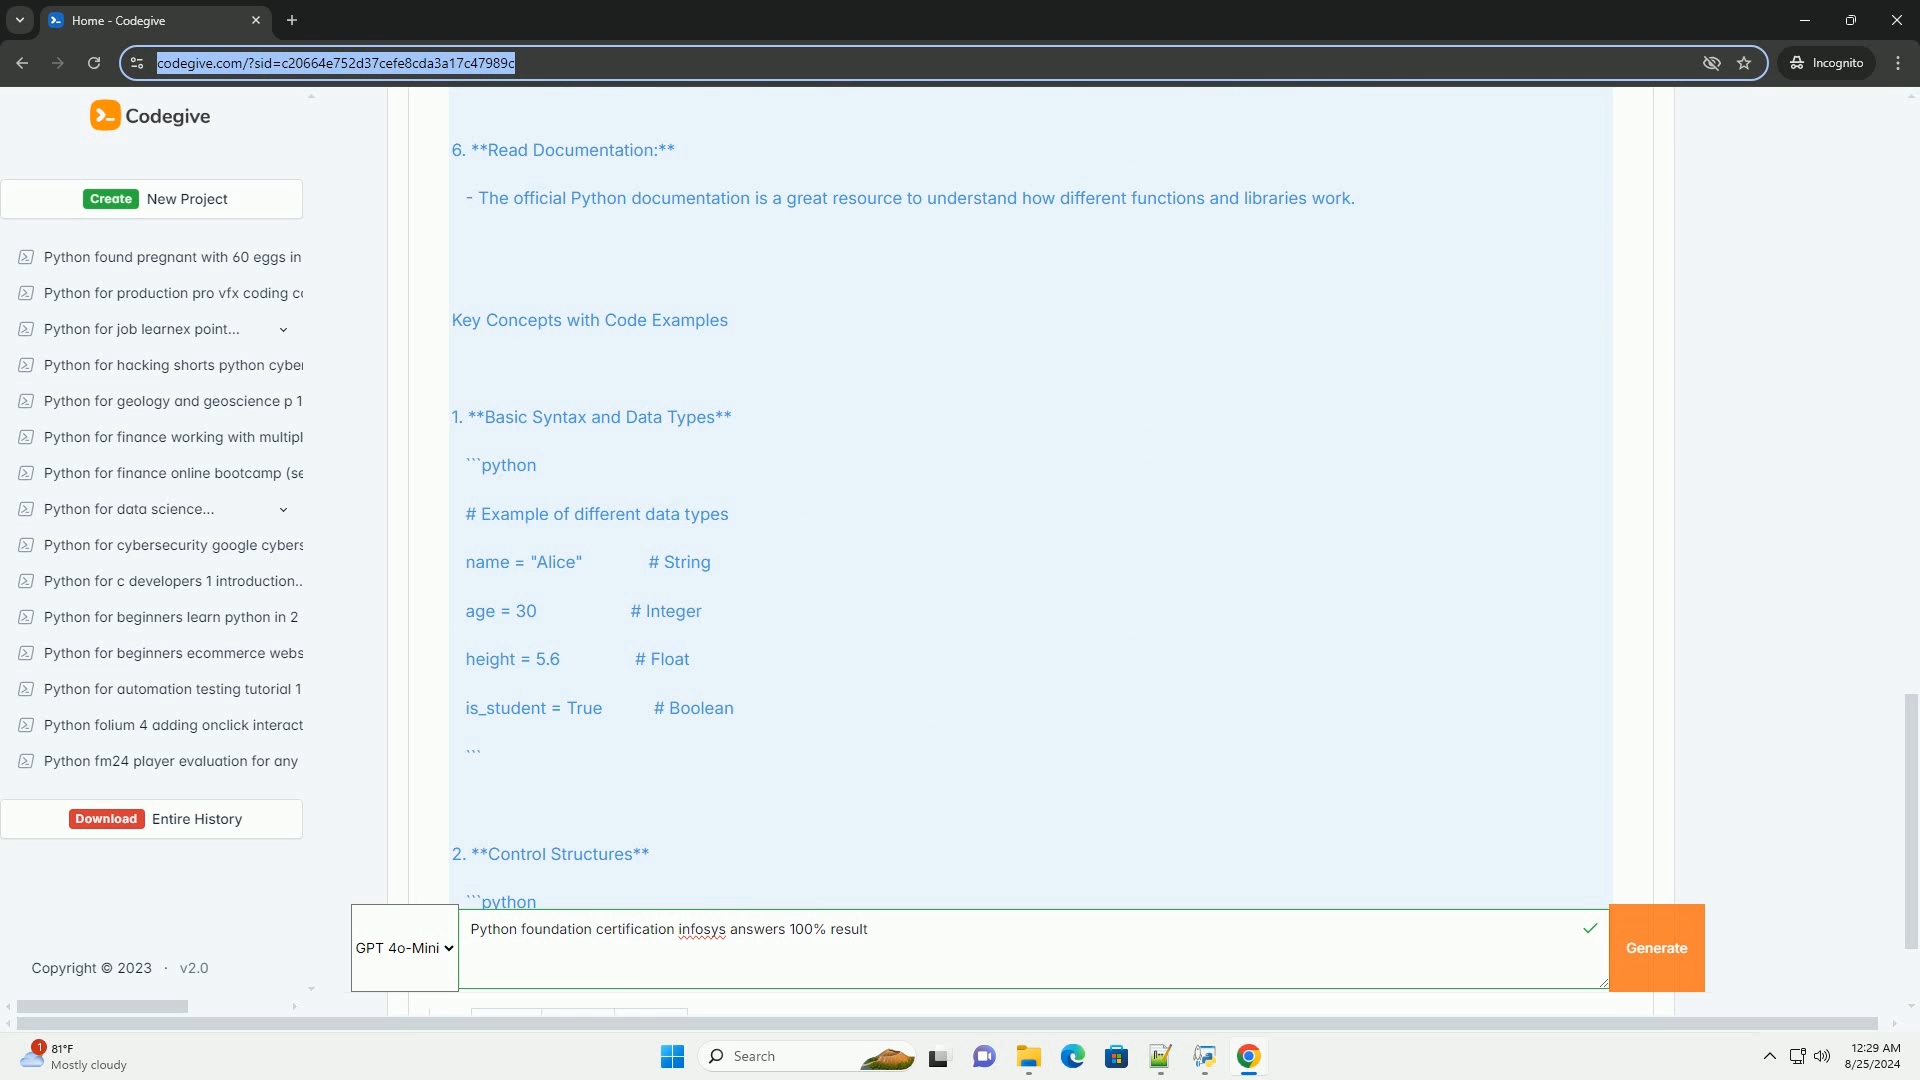 Home - Codegive
codegive.com/?sid=c20664e752d37cefe8cda3a17c47989c
Incognito
Codegive
Create New Project
Python found pregnant with 60 eggs in
Python for production pro vfx coding cc
Python for job learnex point...
Python for hacking shorts python cyber
Python for geology and geoscience p 1
Python for finance working with multipl
Python for finance online bootcamp (se
Python for data science...
Python for cybersecurity google cybers
Python for c developers 1 introduction..
Python for beginners learn python in 2
Python for beginners ecommerce webs
Python for automation testing tutorial 1
Python folium 4 adding onclick interact
Python fm24 player evaluation for any
Download Entire History
Copyright © 2023 · v2.0
6. **Read Documentation:**
- The official Python documentation is a great resource to understand how different functions and libraries work.
Key Concepts with Code Examples
1. **Basic Syntax and Data Types**
```python
# Example of different data types
name = "Alice" # String
age = 30 # Integer
height = 5.6 # Float
is_student = True # Boolean
```
2. **Control Structures**
```python
GPT 4o-Mini
Python foundation certification infosys answers 100% result
Generate
1
81°F
Mostly cloudy
Search
12:29 AM
8/25/2024